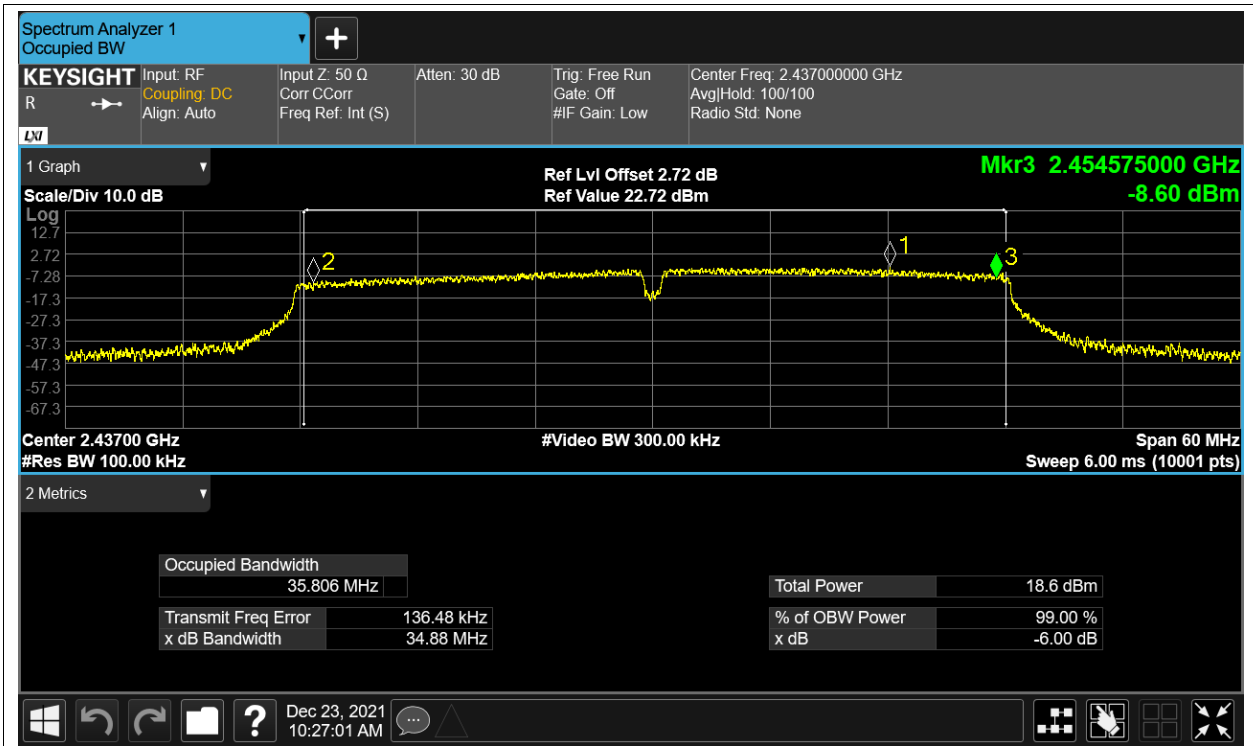 Spectrum Analyzer 1
Occupied BW
KEYSIGHT
R
LXI
Input: RF
Coupling: DC
Align: Auto
Input Z: 50 Ω
Corr CCorr
Freq Ref: Int (S)
Atten: 30 dB
Trig: Free Run
Gate: Off
#IF Gain: Low
Center Freq: 2.437000000 GHz
Avg|Hold: 100/100
Radio Std: None
1 Graph
Scale/Div 10.0 dB
Ref Lvl Offset 2.72 dB
Ref Value 22.72 dBm
Mkr3 2.454575000 GHz
-8.60 dBm
Log
12.7
2.72
-7.28
-17.3
-27.3
-37.3
-47.3
-57.3
-67.3
2
1
3
Center 2.43700 GHz
#Video BW 300.00 kHz
Span 60 MHz
#Res BW 100.00 kHz
Sweep 6.00 ms (10001 pts)
2 Metrics
Occupied Bandwidth
35.806 MHz
Transmit Freq Error 136.48 kHz
x dB Bandwidth 34.88 MHz
Total Power 18.6 dBm
% of OBW Power 99.00 %
x dB -6.00 dB
?
Dec 23, 2021
10:27:01 AM